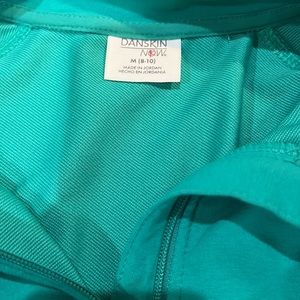 DANSKIN
NOW.
M (8-10)
MADE IN JORDAN
HECHO EN JORDANIA